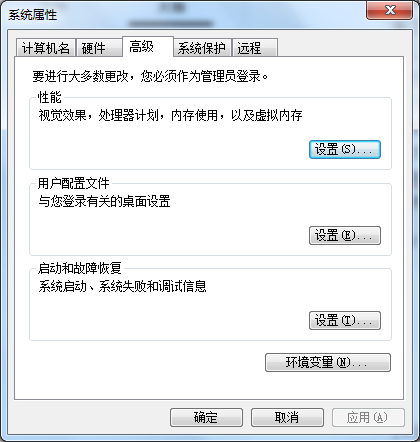 系统属性
计算机名 硬件 高级 系统保护 远程
要进行大多数更改，您必须作为管理员登录。
性能
视觉效果，处理器计划，内存使用，以及虚拟内存
设置(S)...
用户配置文件
与您登录有关的桌面设置
设置(E)...
启动和故障恢复
系统启动、系统失败和调试信息
设置(T)...
环境变量(N)...
确定 取消 应用(A)